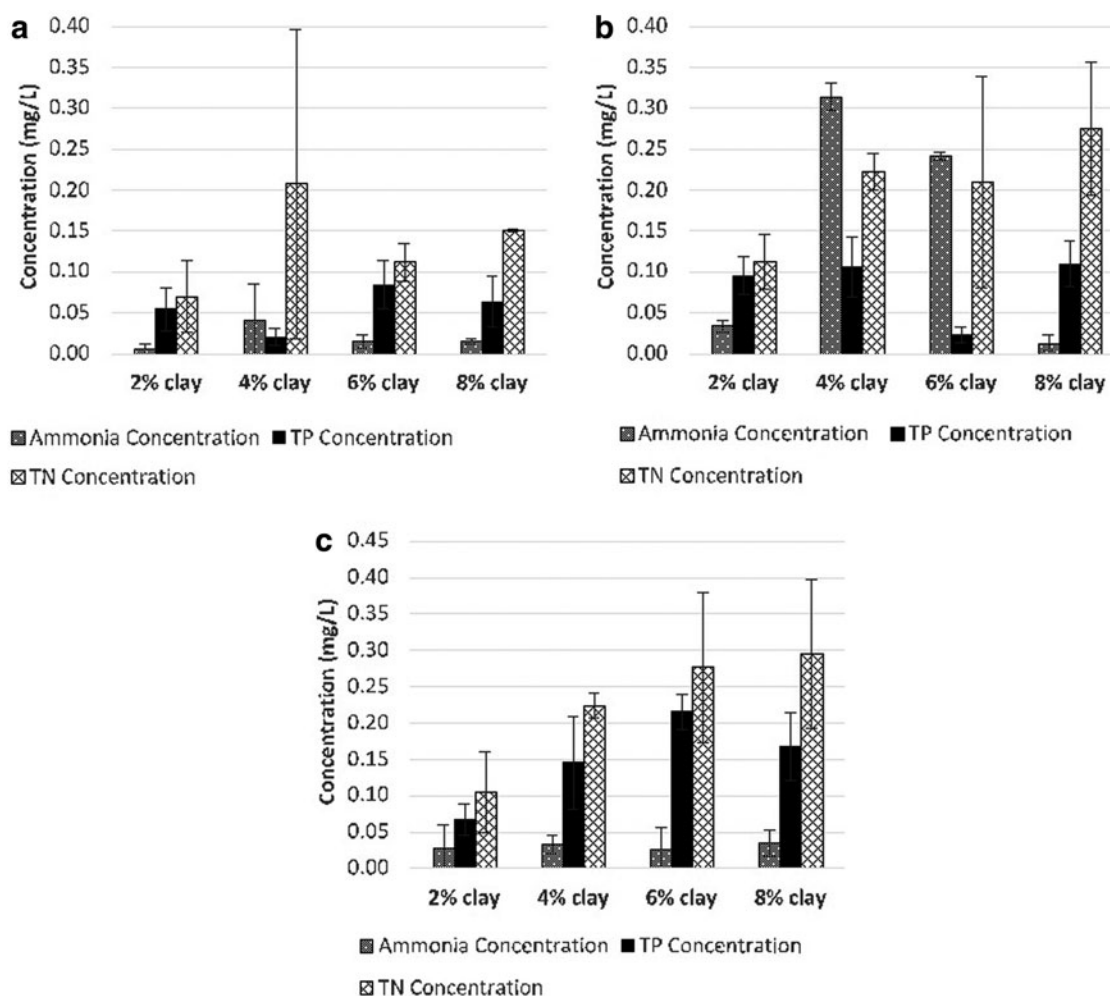 a
Concentration (mg/L)
0.40
0.35
0.30
0.25
0.20
0.15
0.10
0.05
0.00
2% clay 4% clay 6% clay 8% clay
Ammonia Concentration TP Concentration
TN Concentration
b
Concentration (mg/L)
0.40
0.35
0.30
0.25
0.20
0.15
0.10
0.05
0.00
2% clay 4% clay 6% clay 8% clay
Ammonia Concentration TP Concentration
TN Concentration
c
Concentration (mg/L)
0.45
0.40
0.35
0.30
0.25
0.20
0.15
0.10
0.05
0.00
2% clay 4% clay 6% clay 8% clay
Ammonia Concentration TP Concentration
TN Concentration